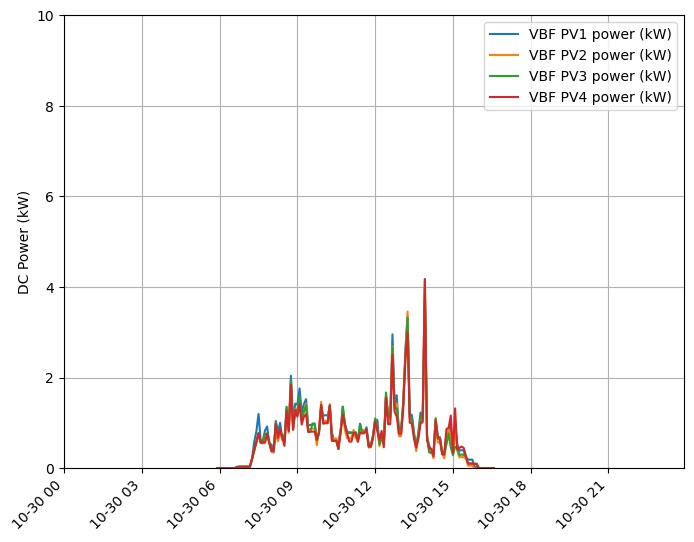 10
8
6
4
2
0
DC Power (kW)
VBF PV1 power (kW)
VBF PV2 power (kW)
VBF PV3 power (kW)
VBF PV4 power (kW)
10-30 00
10-30 03
10-30 06
10-30 09
10-30 12
10-30 15
10-30 18
10-30 21